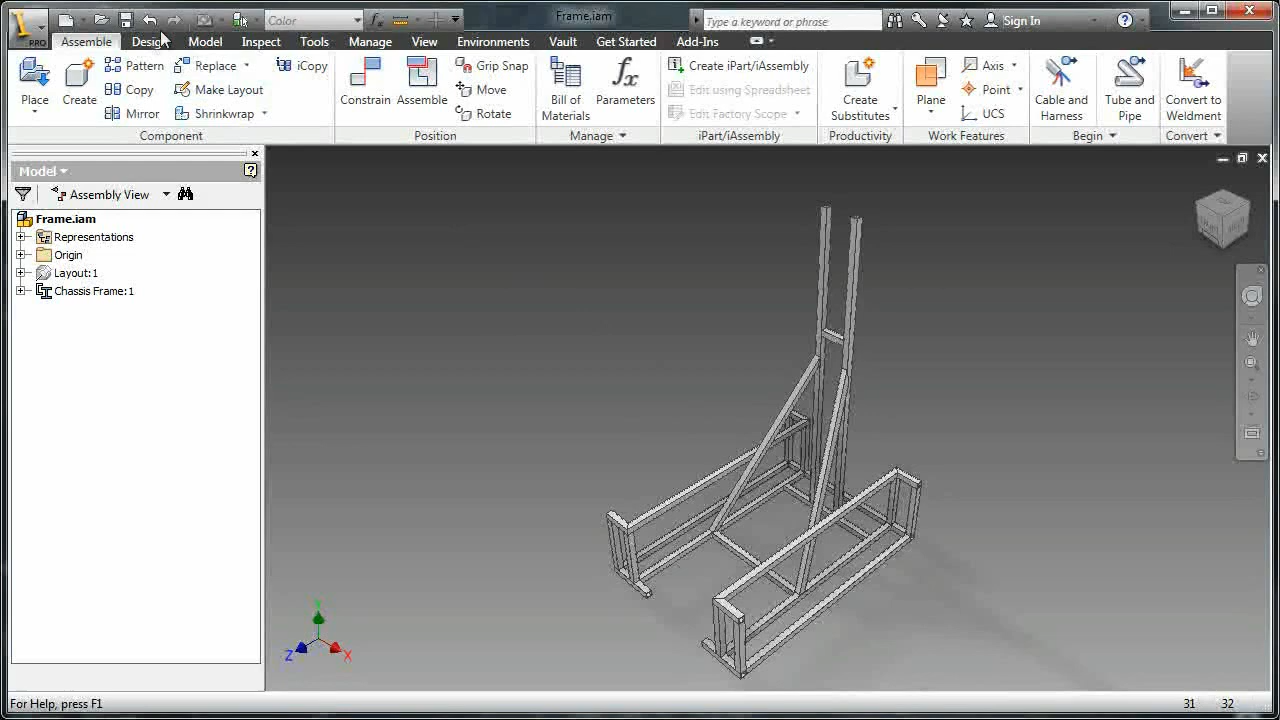 Color
Frame.iam
Type a keyword or phrase
Sign In
PRO
Assemble
Design
Model
Inspect
Tools
Manage
View
Environments
Vault
Get Started
Add-Ins
Place
Create
Pattern
Copy
Mirror
Replace
Make Layout
Shrinkwrap
iCopy
Component
Constrain
Assemble
Grip Snap
Move
Rotate
Position
Bill of
Materials
Parameters
Manage
Create iPart/iAssembly
Edit using Spreadsheet
Edit Factory Scope
iPart/iAssembly
Create
Substitutes
Productivity
Plane
Axis
Point
UCS
Work Features
Cable and
Harness
Tube and
Pipe
Begin
Convert to
Weldment
Convert
Model
Assembly View
Frame.iam
Representations
Origin
Layout:1
Chassis Frame:1
Y
Z
X
For Help, press F1
31
32